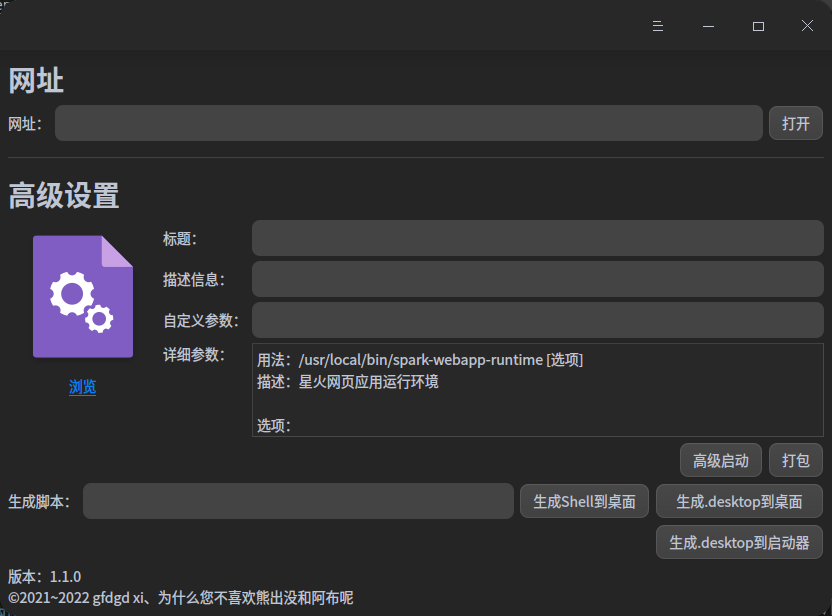 网址
网址：
打开
高级设置
标题：
描述信息：
自定义参数：
详细参数：
用法：/usr/local/bin/spark-webapp-runtime [选项]
描述：星火网页应用运行环境
选项：
浏览
高级启动 打包
生成脚本： 生成Shell到桌面 生成.desktop到桌面
生成.desktop到启动器
版本：1.1.0
©2021~2022 gfdgd xi、为什么您不喜欢熊出没和阿布呢